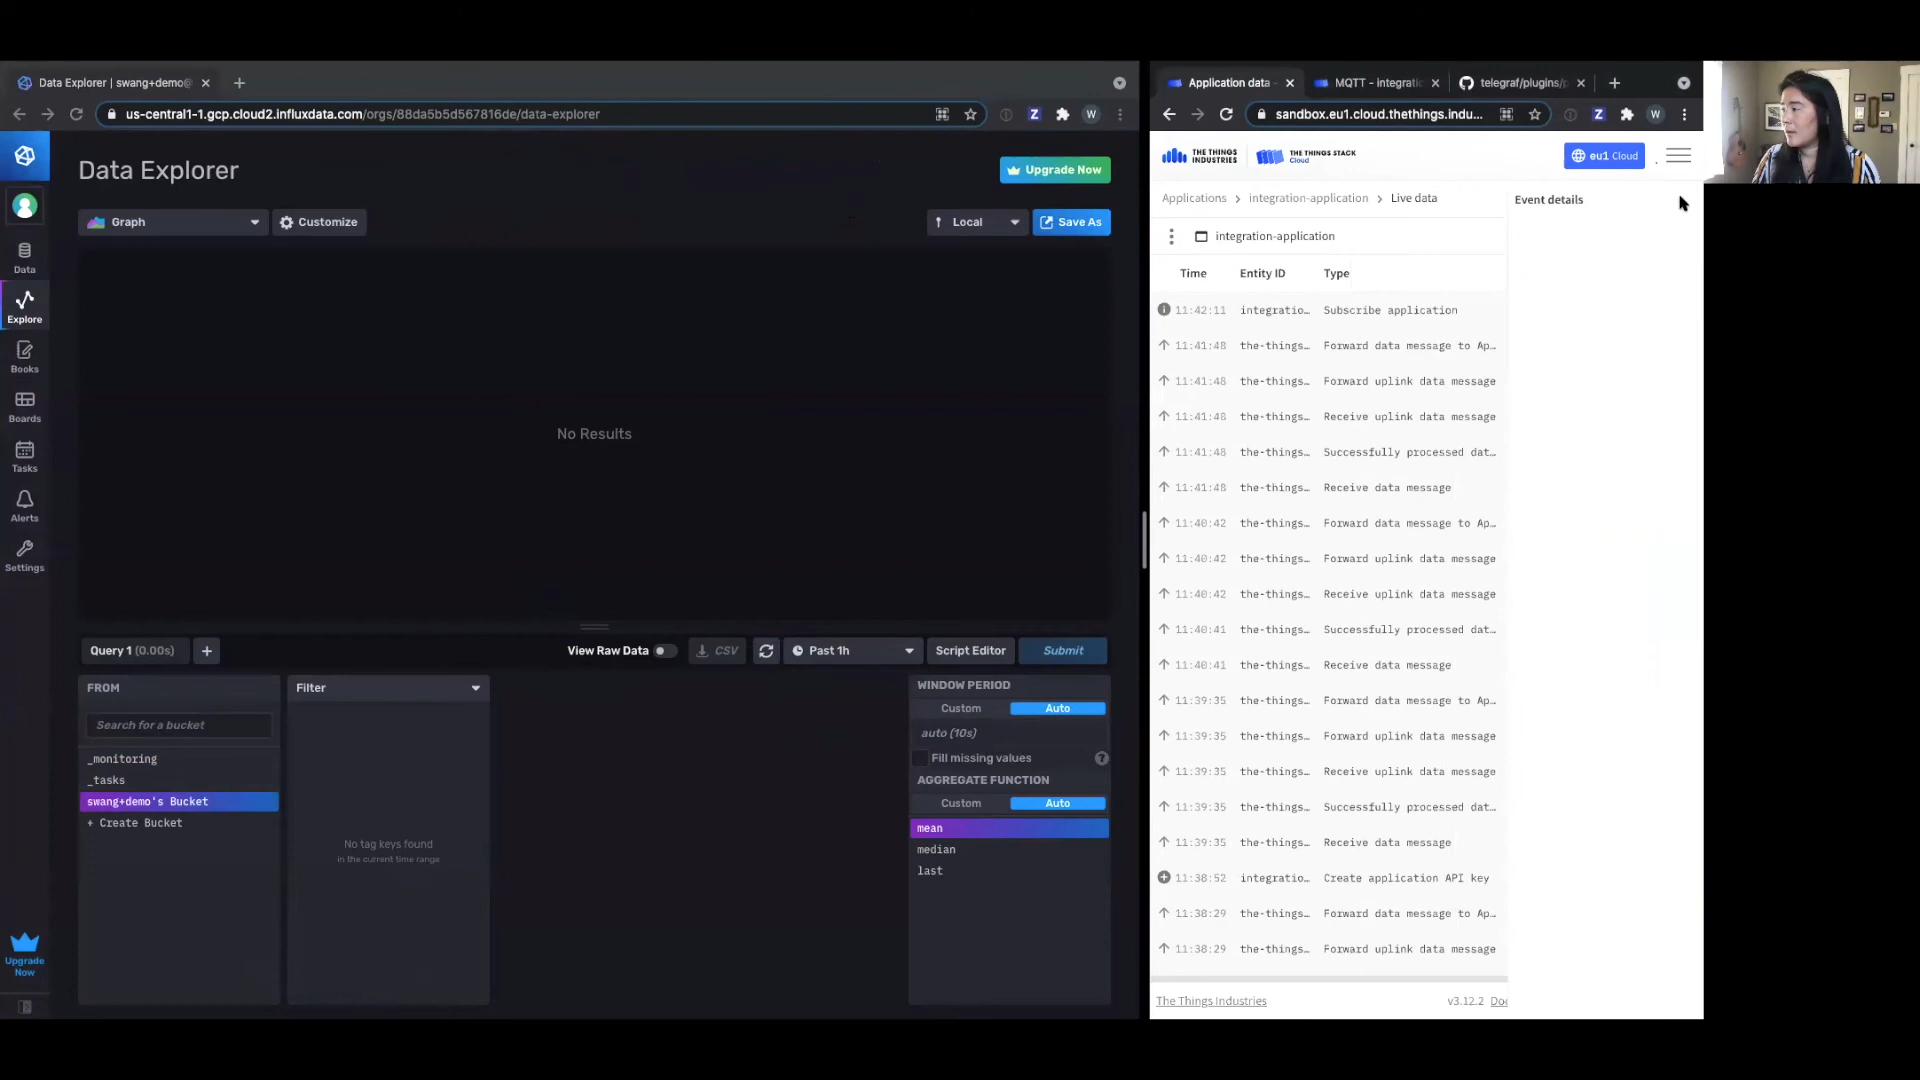 Data Explorer | swang+demo@
us-central1-1.gcp.cloud2.influxdata.com/orgs/88da5b5d567816de/data-explorer
Z
W
Data Explorer
Upgrade Now
Graph
Customize
Local
Save As
Data
Explore
Books
Boards
Tasks
Alerts
Settings
Upgrade
Now
No Results
Query 1 (0.00s)
+
View Raw Data
CSV
Past 1h
Script Editor
Submit
FROM
Search for a bucket
_monitoring
_tasks
swang+demo's Bucket
+ Create Bucket
Filter
No tag keys found
in the current time range
WINDOW PERIOD
Custom
Auto
auto (10s)
Fill missing values
?
AGGREGATE FUNCTION
Custom
Auto
mean
median
last
Application data -
MQTT - integratio
telegraf/plugins/p
sandbox.eu1.cloud.thethings.indu...
Z
W
THE THINGS
INDUSTRIES
THE THINGS STACK
Cloud
eu1 Cloud
Applications > integration-application > Live data
Event details
integration-application
Time Entity ID Type
11:42:11 integratio… Subscribe application
11:41:48 the-things… Forward data message to Ap…
11:41:48 the-things… Forward uplink data message
11:41:48 the-things… Receive uplink data message
11:41:48 the-things… Successfully processed dat…
11:41:48 the-things… Receive data message
11:40:42 the-things… Forward data message to Ap…
11:40:42 the-things… Forward uplink data message
11:40:42 the-things… Receive uplink data message
11:40:41 the-things… Successfully processed dat…
11:40:41 the-things… Receive data message
11:39:35 the-things… Forward data message to Ap…
11:39:35 the-things… Forward uplink data message
11:39:35 the-things… Receive uplink data message
11:39:35 the-things… Successfully processed dat…
11:39:35 the-things… Receive data message
11:38:52 integratio… Create application API key
11:38:29 the-things… Forward data message to Ap…
11:38:29 the-things… Forward uplink data message
The Things Industries
v3.12.2 Doc